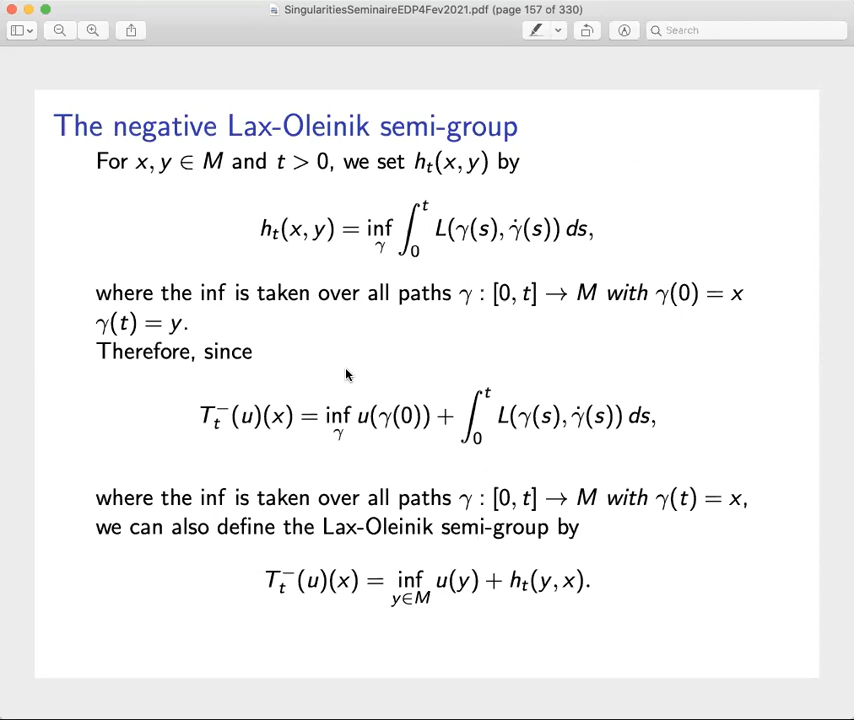 SingularitiesSeminaireEDP4Fev2021.pdf (page 157 of 330)
Search
The negative Lax-Oleinik semi-group
For x, y ∈ M and t > 0, we set h_t(x, y) by
h_t(x, y) = inf_γ ∫_0^t L(γ(s), γ̇(s)) ds,
where the inf is taken over all paths γ : [0, t] → M with γ(0) = x
γ(t) = y.
Therefore, since
T_t^−(u)(x) = inf_γ u(γ(0)) + ∫_0^t L(γ(s), γ̇(s)) ds,
where the inf is taken over all paths γ : [0, t] → M with γ(t) = x,
we can also define the Lax-Oleinik semi-group by
T_t^−(u)(x) = inf_{y∈M} u(y) + h_t(y, x).